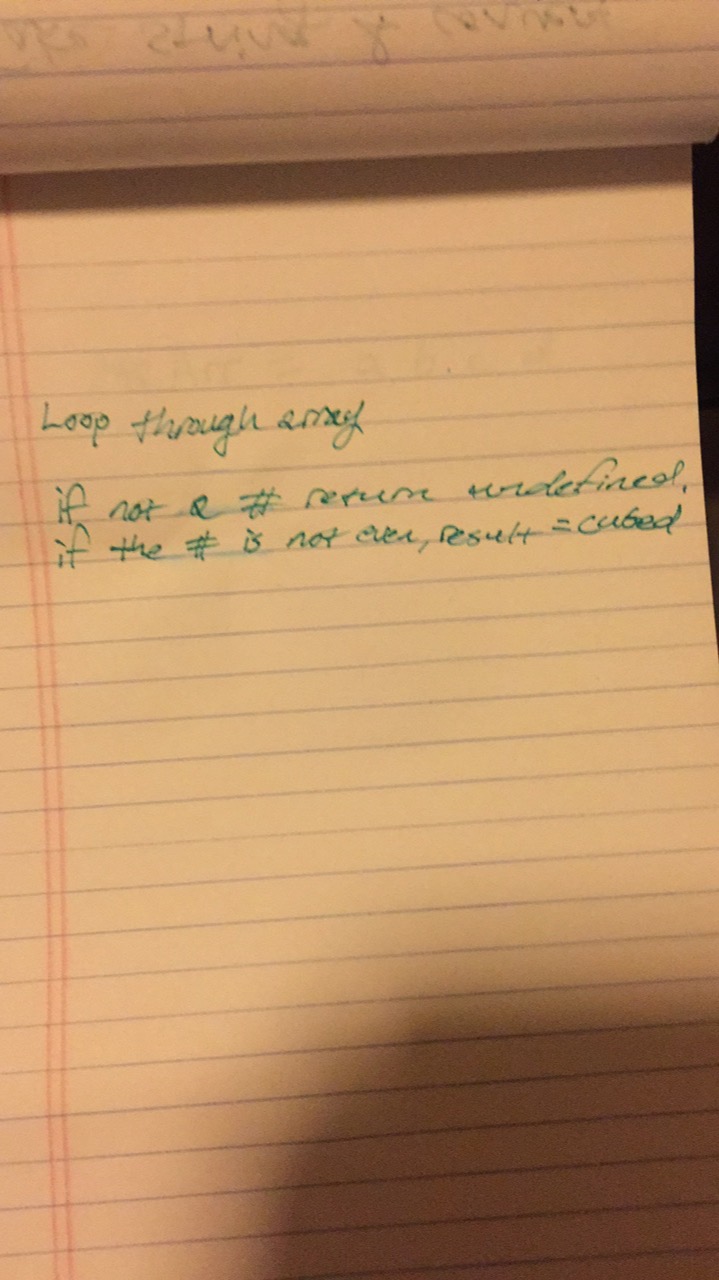 Loop through array
if not a # return undefined.
if the # is not even, result = cubed